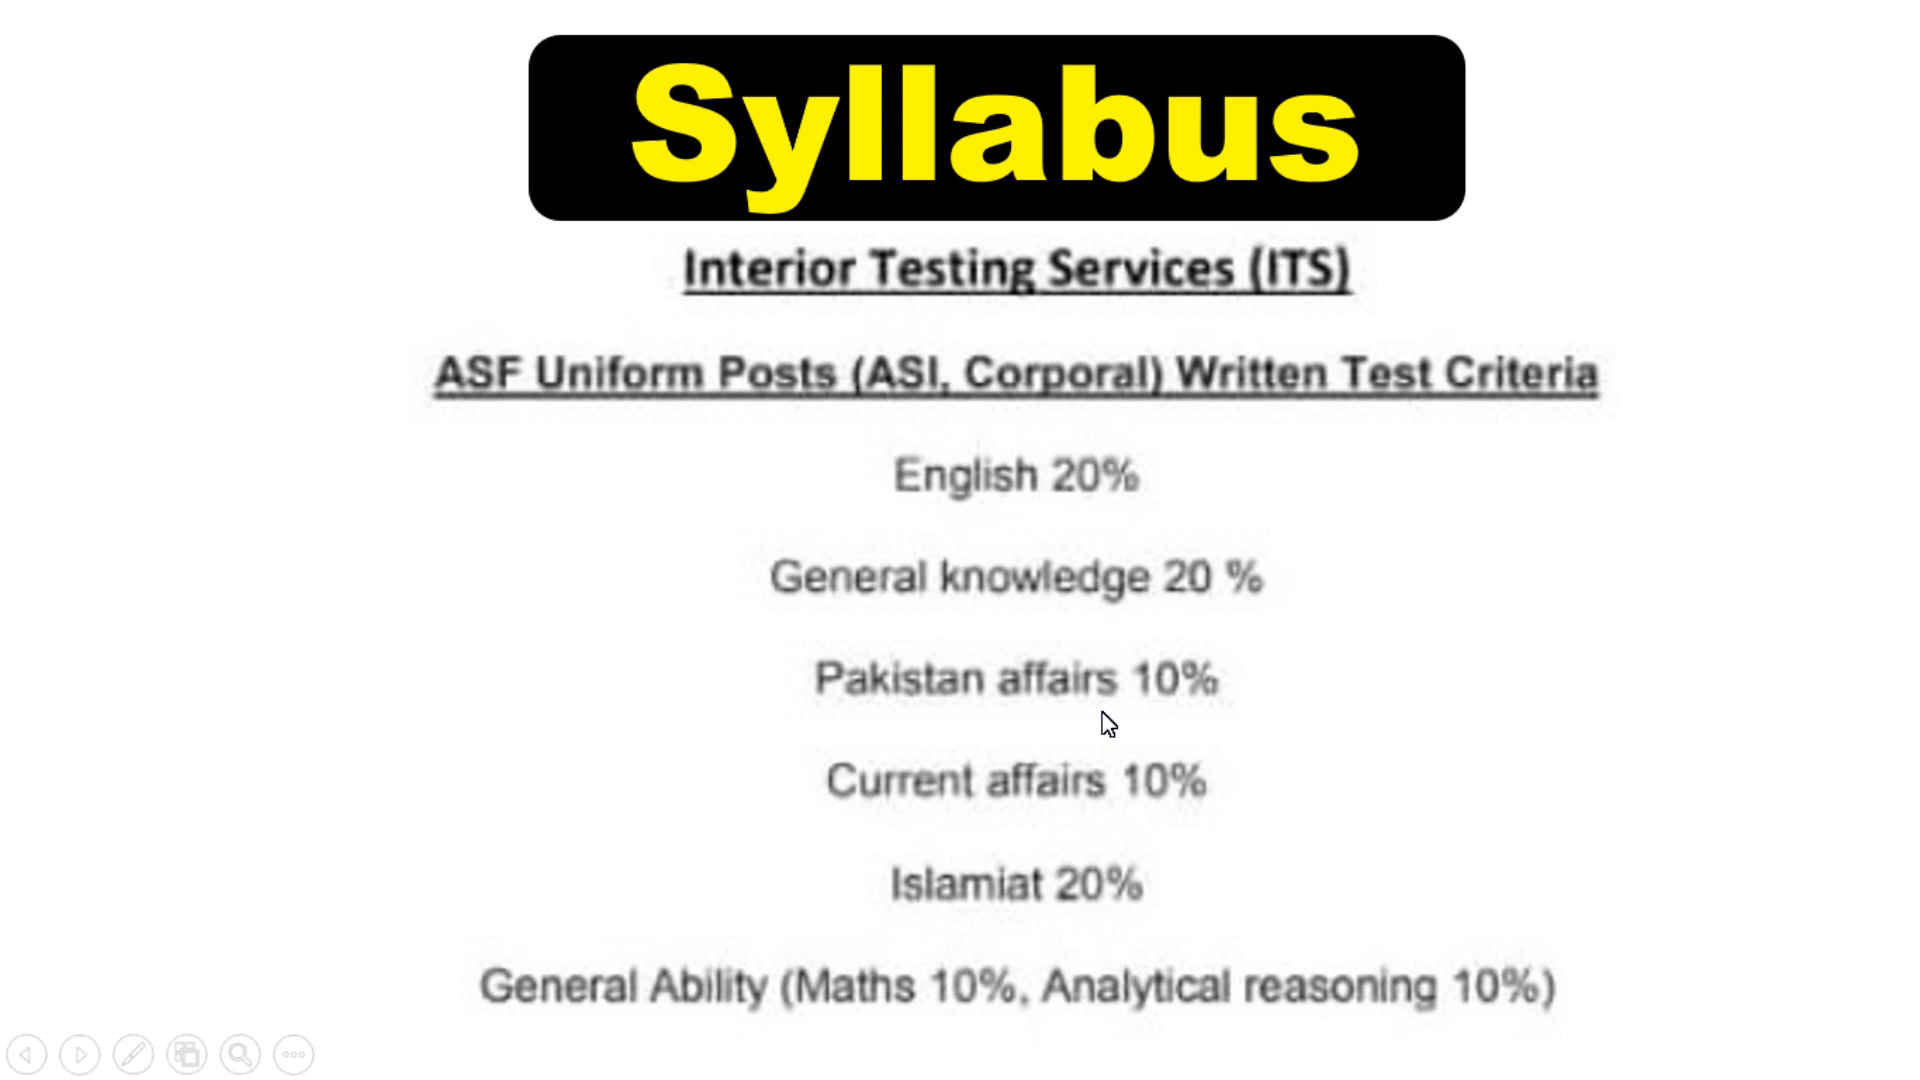 Syllabus
Interior Testing Services (ITS)
ASF Uniform Posts (ASI, Corporal) Written Test Criteria
English 20%
General knowledge 20 %
Pakistan affairs 10%
Current affairs 10%
Islamiat 20%
General Ability (Maths 10%, Analytical reasoning 10%)